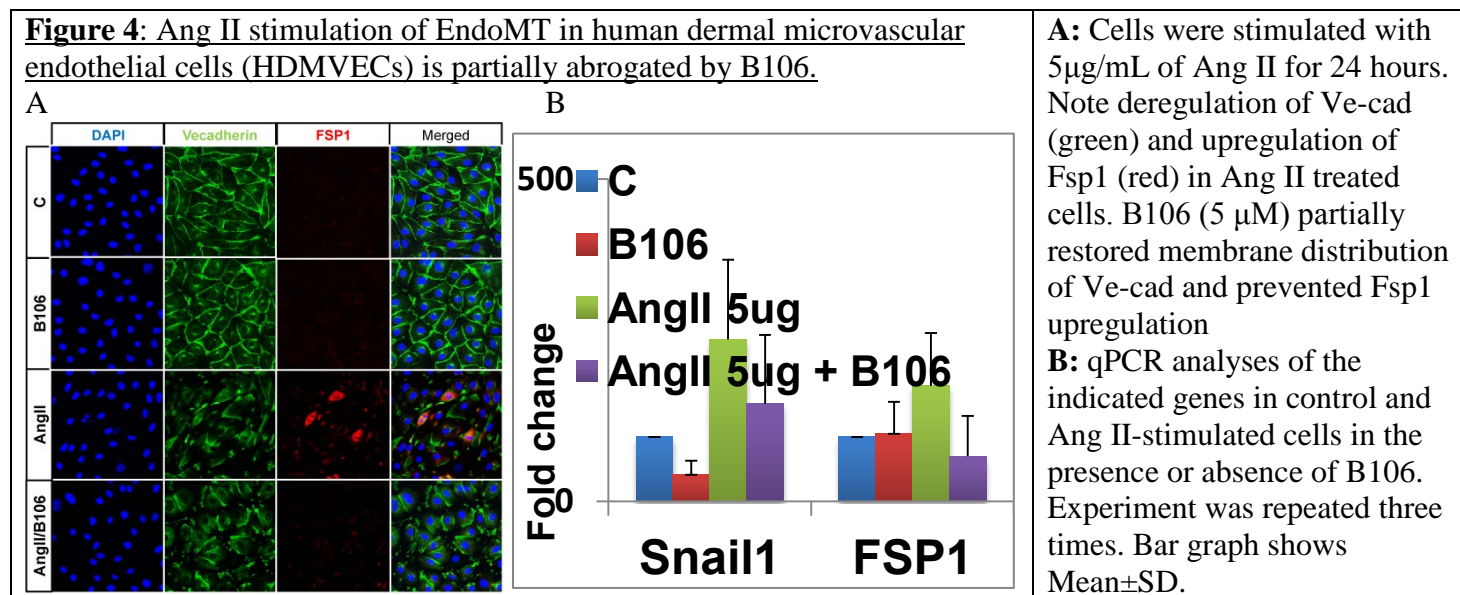 Figure 4: Ang II stimulation of EndoMT in human dermal microvascular
endothelial cells (HDMVECs) is partially abrogated by B106.
A
B
DAPI
Vecadherin
FSP1
Merged
C
B106
AngII
AngII/B106
Fold change
500
0
C
B106
AngII 5ug
AngII 5ug + B106
Snail1
FSP1
A: Cells were stimulated with
5µg/mL of Ang II for 24 hours.
Note deregulation of Ve-cad
(green) and upregulation of
Fsp1 (red) in Ang II treated
cells. B106 (5 µM) partially
restored membrane distribution
of Ve-cad and prevented Fsp1
upregulation
B: qPCR analyses of the
indicated genes in control and
Ang II-stimulated cells in the
presence or absence of B106.
Experiment was repeated three
times. Bar graph shows
Mean±SD.